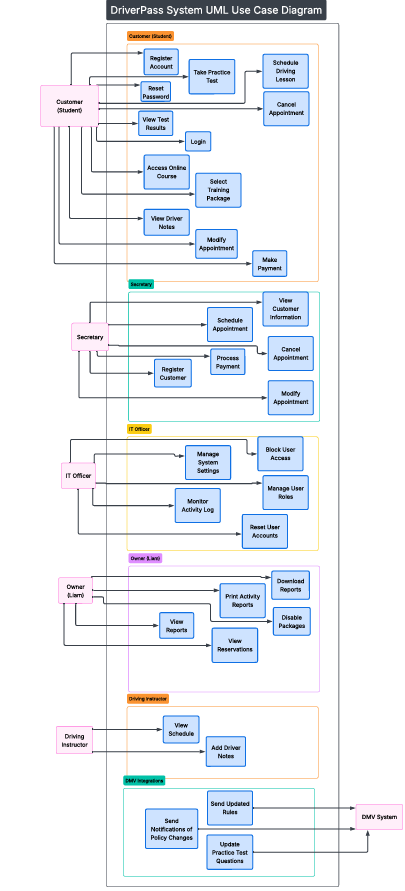 DriverPass System UML Use Case Diagram
Customer (Student)
Register
Account
Take Practice
Test
Schedule
Driving
Lesson
Reset
Password
Customer
(Student)
Cancel
Appointment
View Test
Results
Login
Access Online
Course
Select
Training
Package
View Driver
Notes
Modify
Appointment
Make
Payment
Secretary
View
Customer
Information
Schedule
Appointment
Secretary
Cancel
Appointment
Process
Payment
Register
Customer
Modify
Appointment
IT Officer
Block User
Access
Manage
System
Settings
IT Officer
Manage User
Roles
Monitor
Activity Log
Reset User
Accounts
Owner (Liam)
Download
Reports
Owner
(Liam)
Print Activity
Reports
Disable
Packages
View
Reports
View
Reservations
Driving Instructor
View
Schedule
Driving
Instructor
Add Driver
Notes
DMV Integrations
Send Updated
Rules
DMV System
Send
Notifications of
Policy Changes
Update
Practice Test
Questions